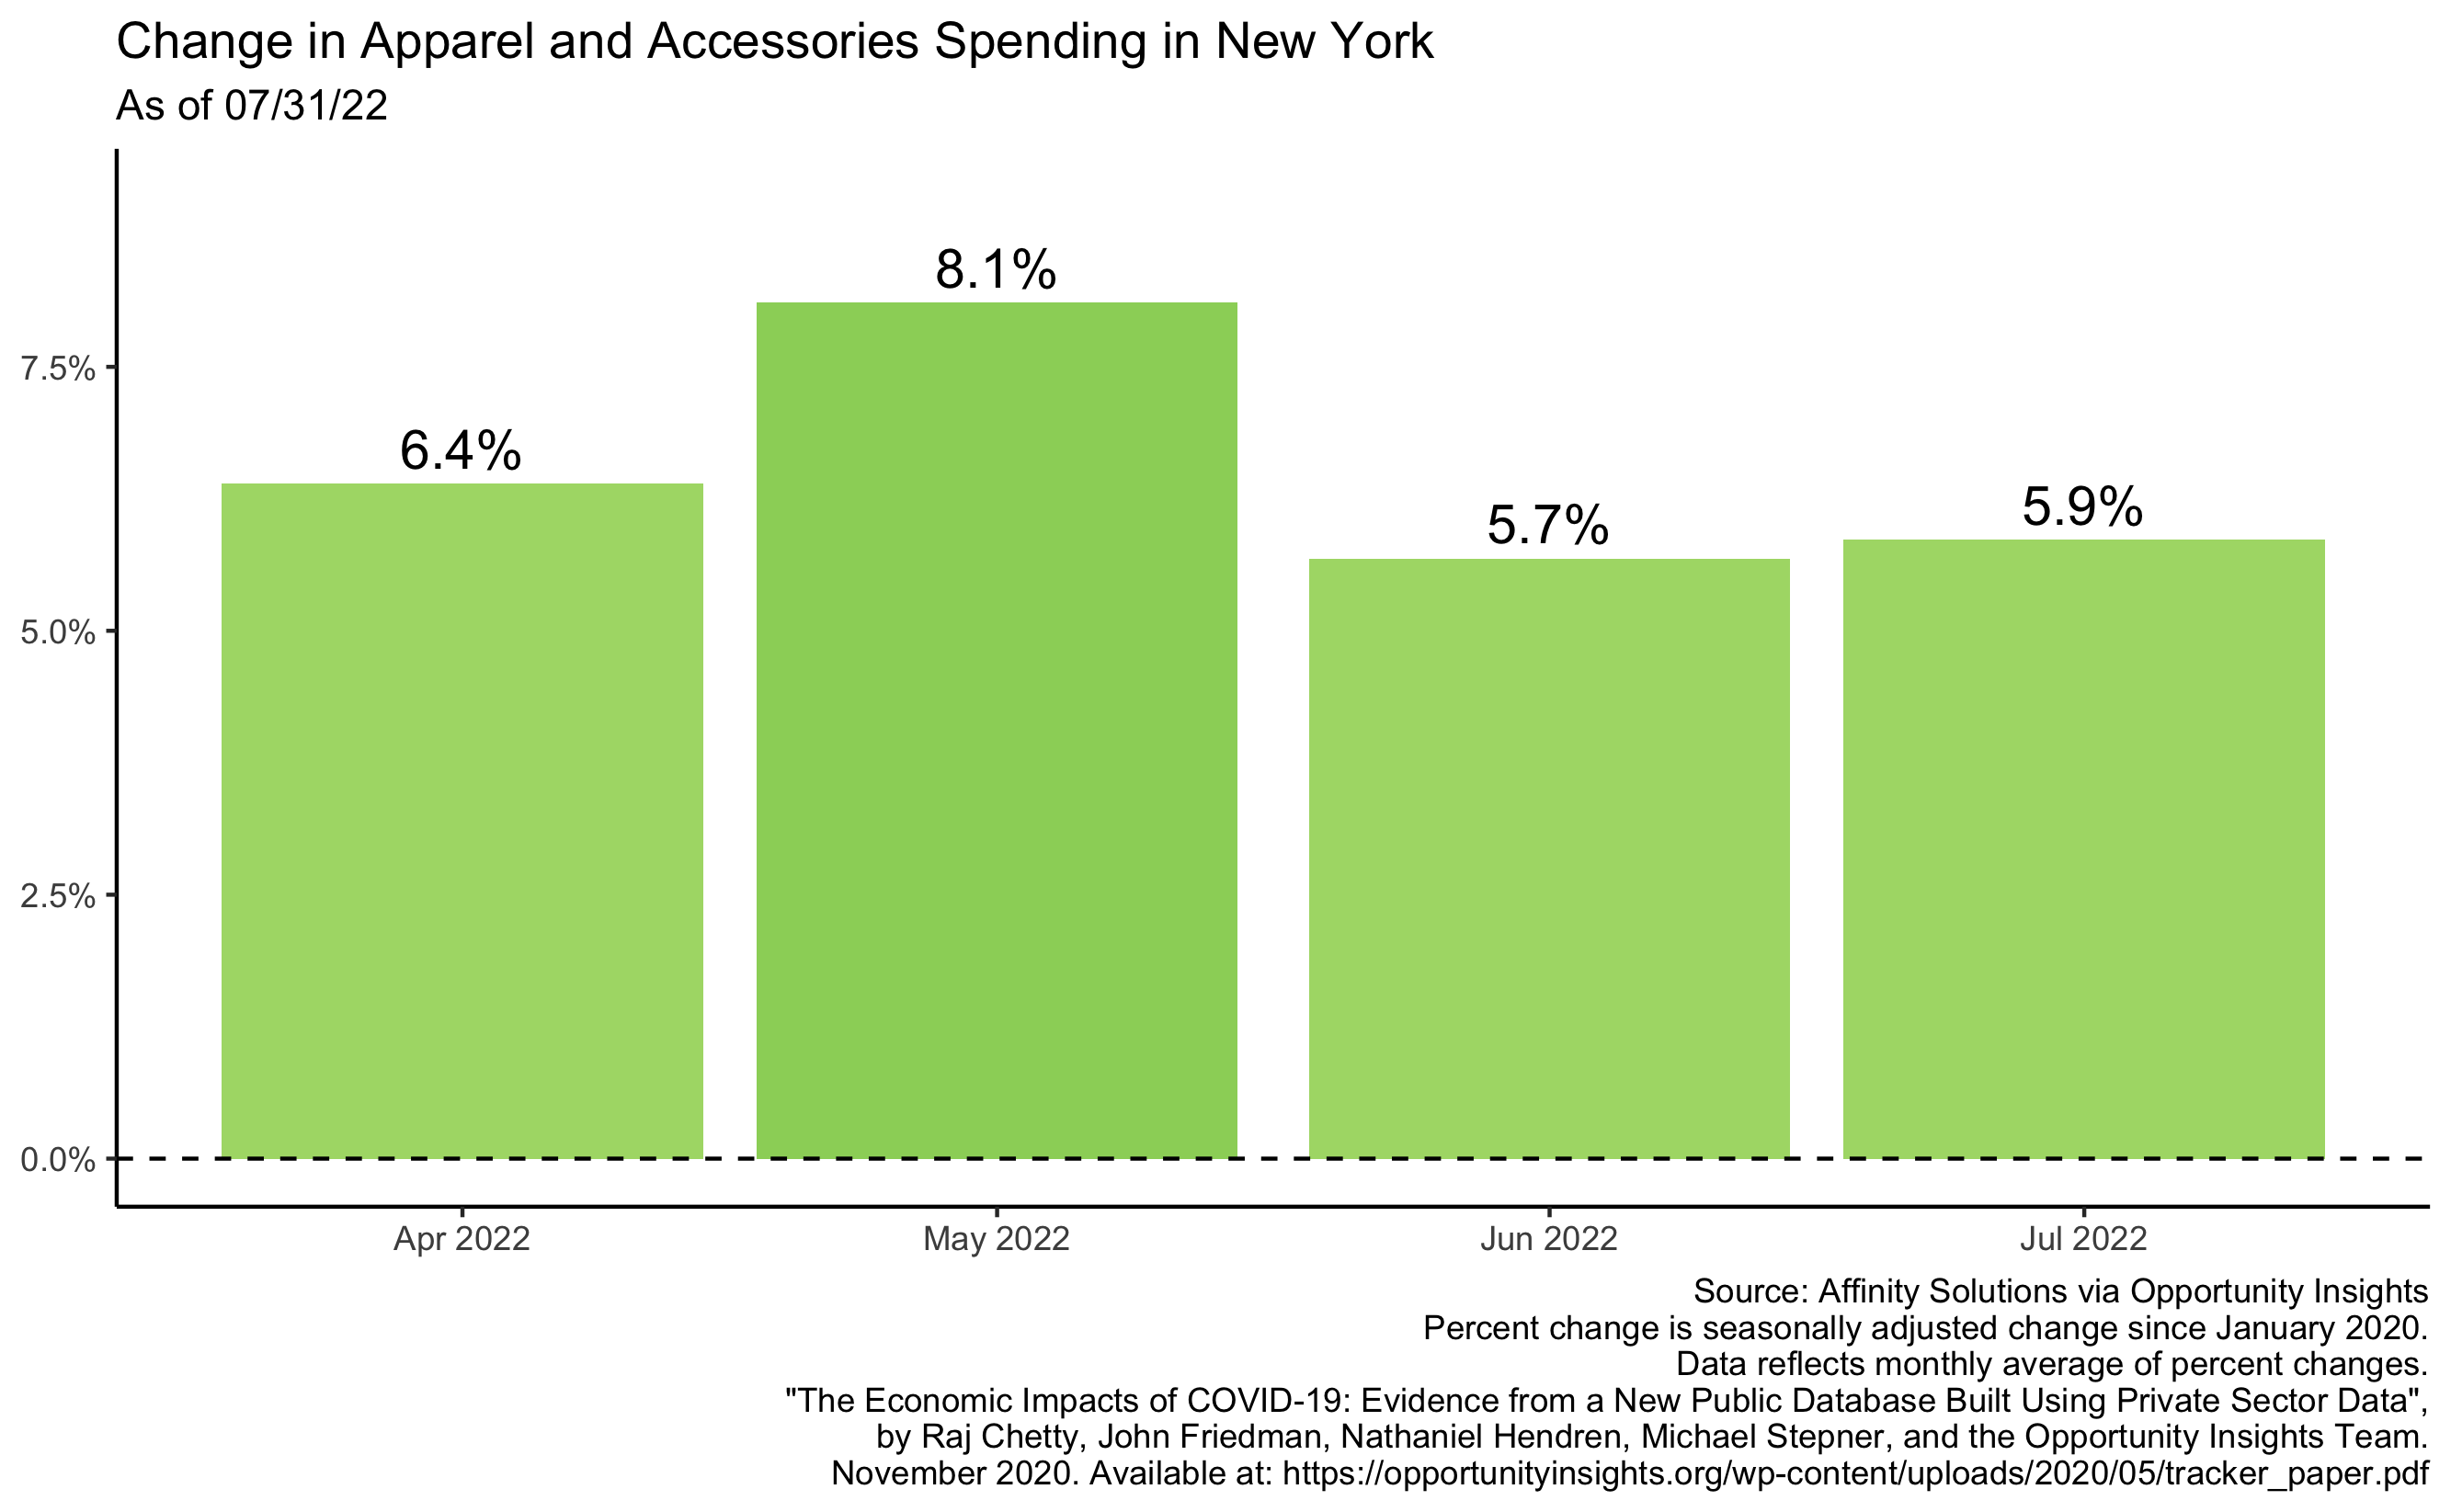 Change in Apparel and Accessories Spending in New York
As of 07/31/22
8.1%
7.5%
6.4%
5.7%
5.9%
5.0%
2.5%
0.0%
Apr 2022
May 2022
Jun 2022
Jul 2022
Source: Affinity Solutions via Opportunity Insights
Percent change is seasonally adjusted change since January 2020.
Data reflects monthly average of percent changes.
"The Economic Impacts of COVID-19: Evidence from a New Public Database Built Using Private Sector Data",
by Raj Chetty, John Friedman, Nathaniel Hendren, Michael Stepner, and the Opportunity Insights Team.
November 2020. Available at: https://opportunityinsights.org/wp-content/uploads/2020/05/tracker_paper.pdf